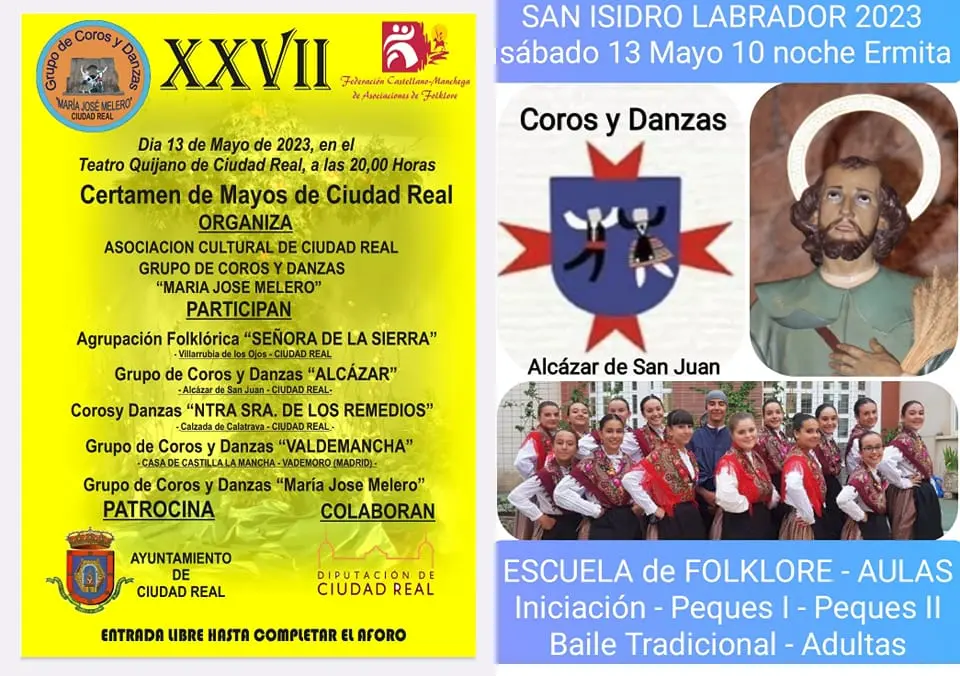 Grupo de Coros y Danzas
"MARÍA JOSÉ MELERO"
CIUDAD REAL
XXVII
Federación Castellano-Manchega
de Asociaciones de Folklore
Dia 13 de Mayo de 2023, en el
Teatro Quijano de Ciudad Real, a las 20,00 Horas
Certamen de Mayos de Ciudad Real
ORGANIZA
ASOCIACION CULTURAL DE CIUDAD REAL
GRUPO DE COROS Y DANZAS
“MARIA JOSE MELERO”
PARTICIPAN
Agrupación Folklórica “SEÑORA DE LA SIERRA”
- Villarrubia de los Ojos - CIUDAD REAL
Grupo de Coros y Danzas “ALCÁZAR”
- Alcázar de San Juan - CIUDAD REAL-
Corosy Danzas “NTRA SRA. DE LOS REMEDIOS”
- Calzada de Calatrava - CIUDAD REAL -
Grupo de Coros y Danzas “VALDEMANCHA”
- CASA DE CASTILLA LA MANCHA - VADEMORO (MADRID) -
Grupo de Coros y Danzas “María Jose Melero”
PATROCINA
COLABORAN
AYUNTAMIENTO
DE
CIUDAD REAL
DIPUTACIÓN DE
CIUDAD REAL
ENTRADA LIBRE HASTA COMPLETAR EL AFORO
SAN ISIDRO LABRADOR 2023
sábado 13 Mayo 10 noche Ermita
Coros y Danzas
Alcázar de San Juan
ESCUELA de FOLKLORE - AULAS
Iniciación - Peques I - Peques II
Baile Tradicional - Adultas